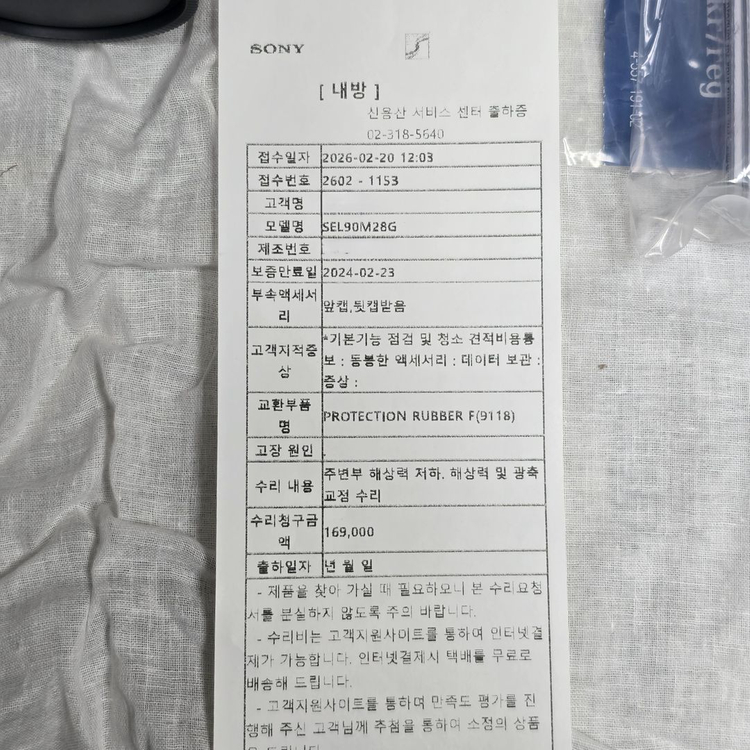 SONY
[ 내방 ]
신용산 서비스 센터 출하증
02-318-5640
접수일자 2026-02-20 12:03
접수번호 2602 - 1153
고객명
모델명 SEL90M28G
제조번호
보증만료일 2024-02-23
부속액세서리 앞캡,뒷캡받음
고객지적증상 *기본기능 점검 및 청소 견적비용통
보 : 동봉한 액세서리 : 데이터 보관 :
증상 :
교환부품명 PROTECTION RUBBER F(9118)
고장 원인 .
수리 내용 주변부 해상력 저하. 해상력 및 광축
교정 수리
수리청구금액 169,000
출하일자 년 월 일
- 제품을 찾아 가실 때 필요하오니 본 수리요청
서를 분실하지 않도록 주의 바랍니다.
- 수리비는 고객지원사이트를 통하여 인터넷결
제가 가능합니다. 인터넷결제시 택배를 무료로
배송해 드립니다.
- 고객지원사이트를 통하여 만족도 평가를 진
행해 주신 고객님께 추첨을 통하여 소정의 상품